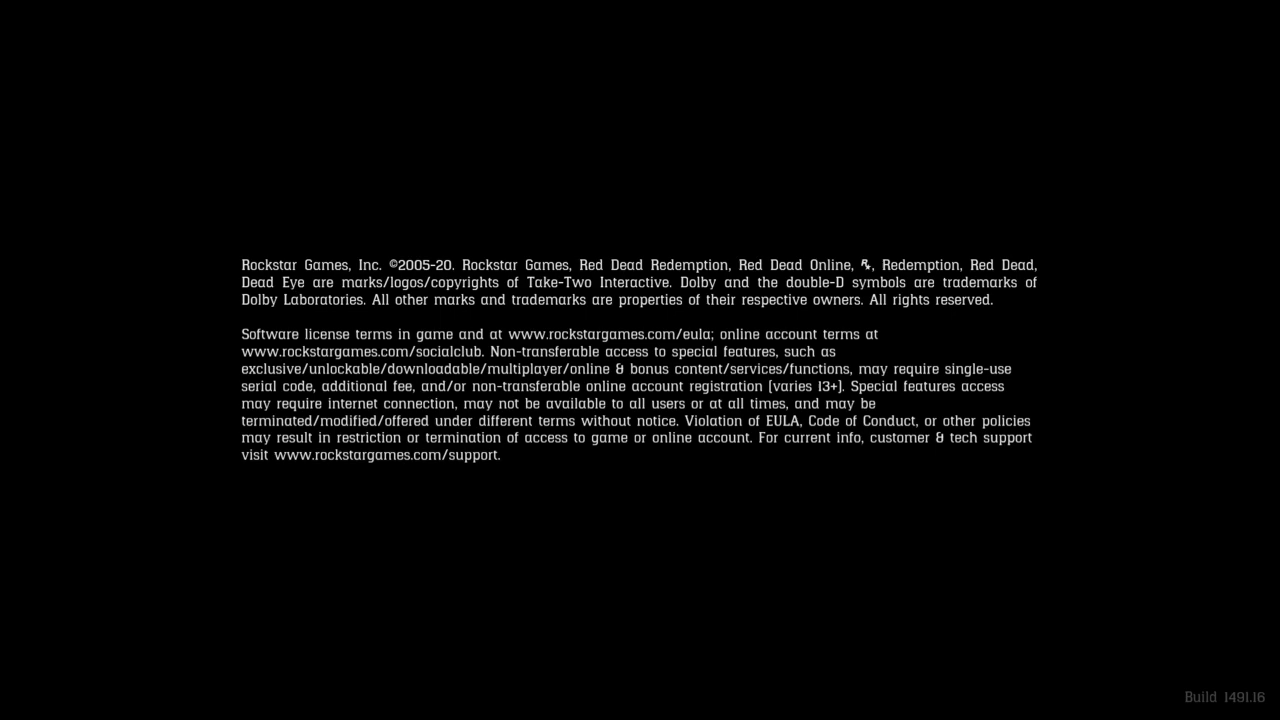 Rockstar Games, Inc. ©2005-20. Rockstar Games, Red Dead Redemption, Red Dead Online, R★, Redemption, Red Dead,
Dead Eye are marks/logos/copyrights of Take-Two Interactive. Dolby and the double-D symbols are trademarks of
Dolby Laboratories. All other marks and trademarks are properties of their respective owners. All rights reserved.
Software license terms in game and at www.rockstargames.com/eula; online account terms at
www.rockstargames.com/socialclub. Non-transferable access to special features, such as
exclusive/unlockable/downloadable/multiplayer/online & bonus content/services/functions, may require single-use
serial code, additional fee, and/or non-transferable online account registration (varies 13+). Special features access
may require internet connection, may not be available to all users or at all times, and may be
terminated/modified/offered under different terms without notice. Violation of EULA, Code of Conduct, or other policies
may result in restriction or termination of access to game or online account. For current info, customer & tech support
visit www.rockstargames.com/support.
Build 1491.16